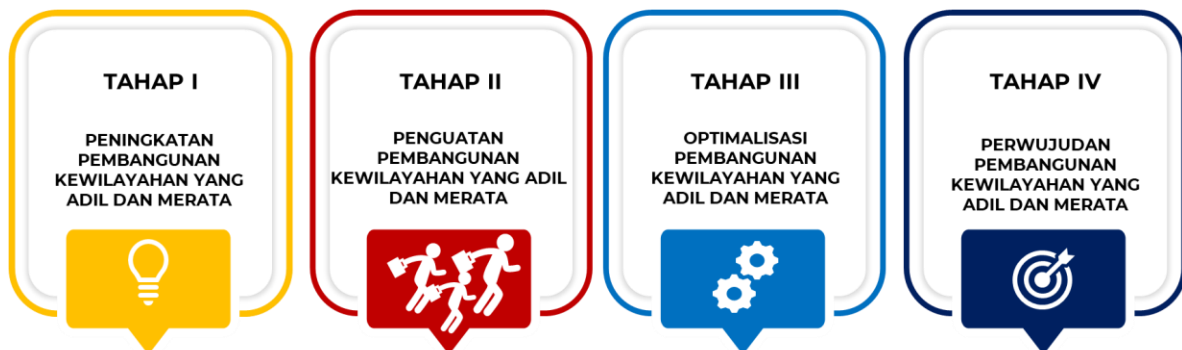 TAHAP I
PENINGKATAN
PEMBANGUNAN
KEWILAYAHAN YANG
ADIL DAN MERATA
TAHAP II
PENGUATAN
PEMBANGUNAN
KEWILAYAHAN YANG ADIL
DAN MERATA
TAHAP III
OPTIMALISASI
PEMBANGUNAN
KEWILAYAHAN YANG
ADIL DAN MERATA
TAHAP IV
PERWUJUDAN
PEMBANGUNAN
KEWILAYAHAN YANG
ADIL DAN MERATA